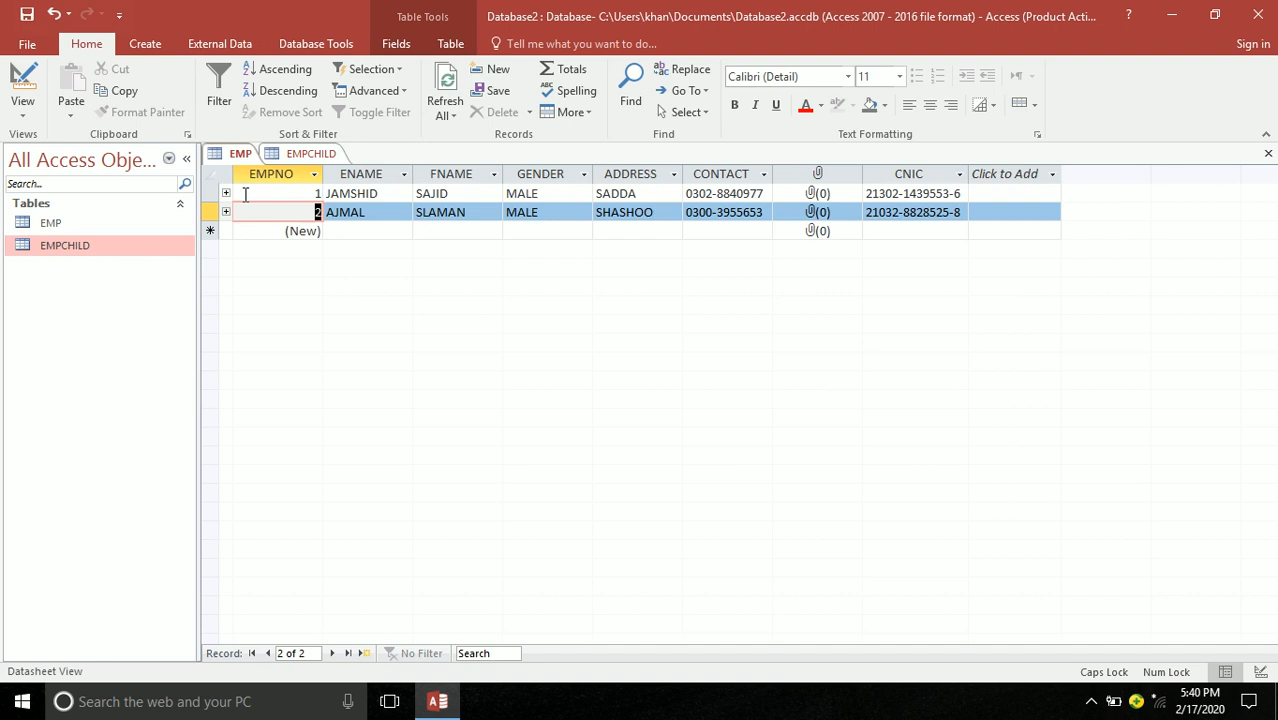 Table Tools
Database2 : Database- C:\Users\khan\Documents\Database2.accdb (Access 2007 - 2016 file format) - Access (Product Acti...
?
File
Home
Create
External Data
Database Tools
Fields
Table
Tell me what you want to do...
Sign in
View
Views
Paste
Cut
Copy
Format Painter
Clipboard
Filter
Ascending
Descending
Remove Sort
Selection
Advanced
Toggle Filter
Sort & Filter
Refresh
All
New
Save
Delete
Totals
Spelling
More
Records
Find
Replace
Go To
Select
Find
Calibri (Detail)
11
B I U A
Text Formatting
All Access Obje...
Search...
Tables
EMP
EMPCHILD
EMP
EMPCHILD
EMPNO ENAME FNAME GENDER ADDRESS CONTACT CNIC Click to Add
1 JAMSHID SAJID MALE SADDA 0302-8840977 (0) 21302-1439553-6
2 AJMAL SLAMAN MALE SHASHOO 0300-3955653 (0) 21032-8828525-8
(New) (0)
Record: 2 of 2 No Filter Search
Datasheet View
Caps Lock
Num Lock
Search the web and your PC
5:40 PM
2/17/2020